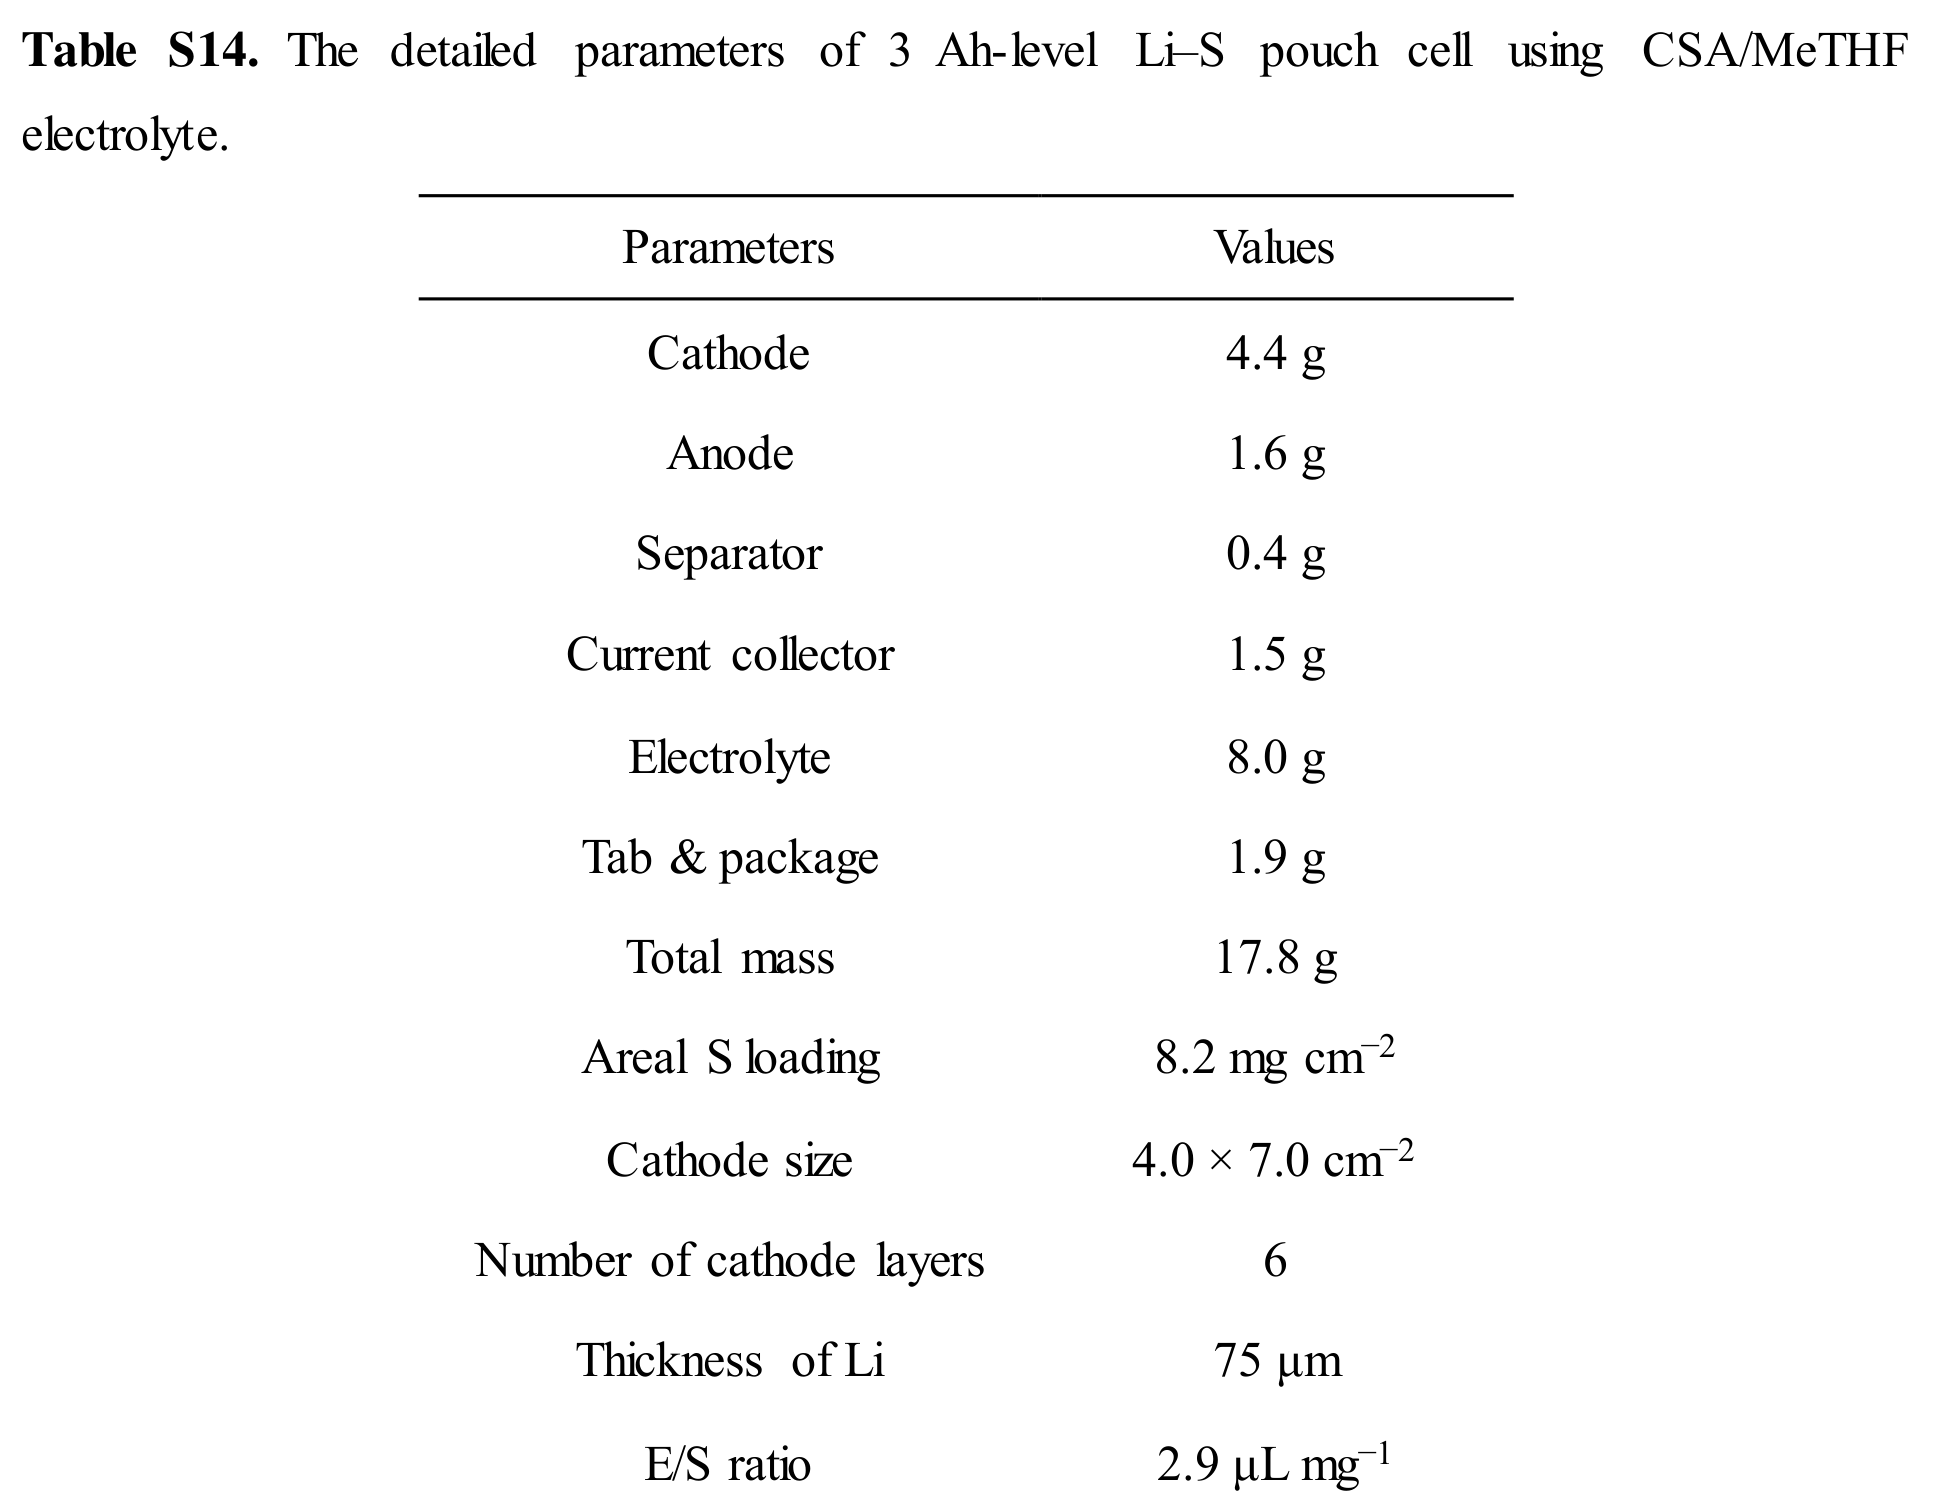 Table S14. The detailed parameters of 3 Ah-level Li–S pouch cell using CSA/MeTHF
electrolyte.
Parameters Values
Cathode 4.4 g
Anode 1.6 g
Separator 0.4 g
Current collector 1.5 g
Electrolyte 8.0 g
Tab & package 1.9 g
Total mass 17.8 g
Areal S loading 8.2 mg cm⁻²
Cathode size 4.0 × 7.0 cm⁻²
Number of cathode layers 6
Thickness of Li 75 μm
E/S ratio 2.9 μL mg⁻¹